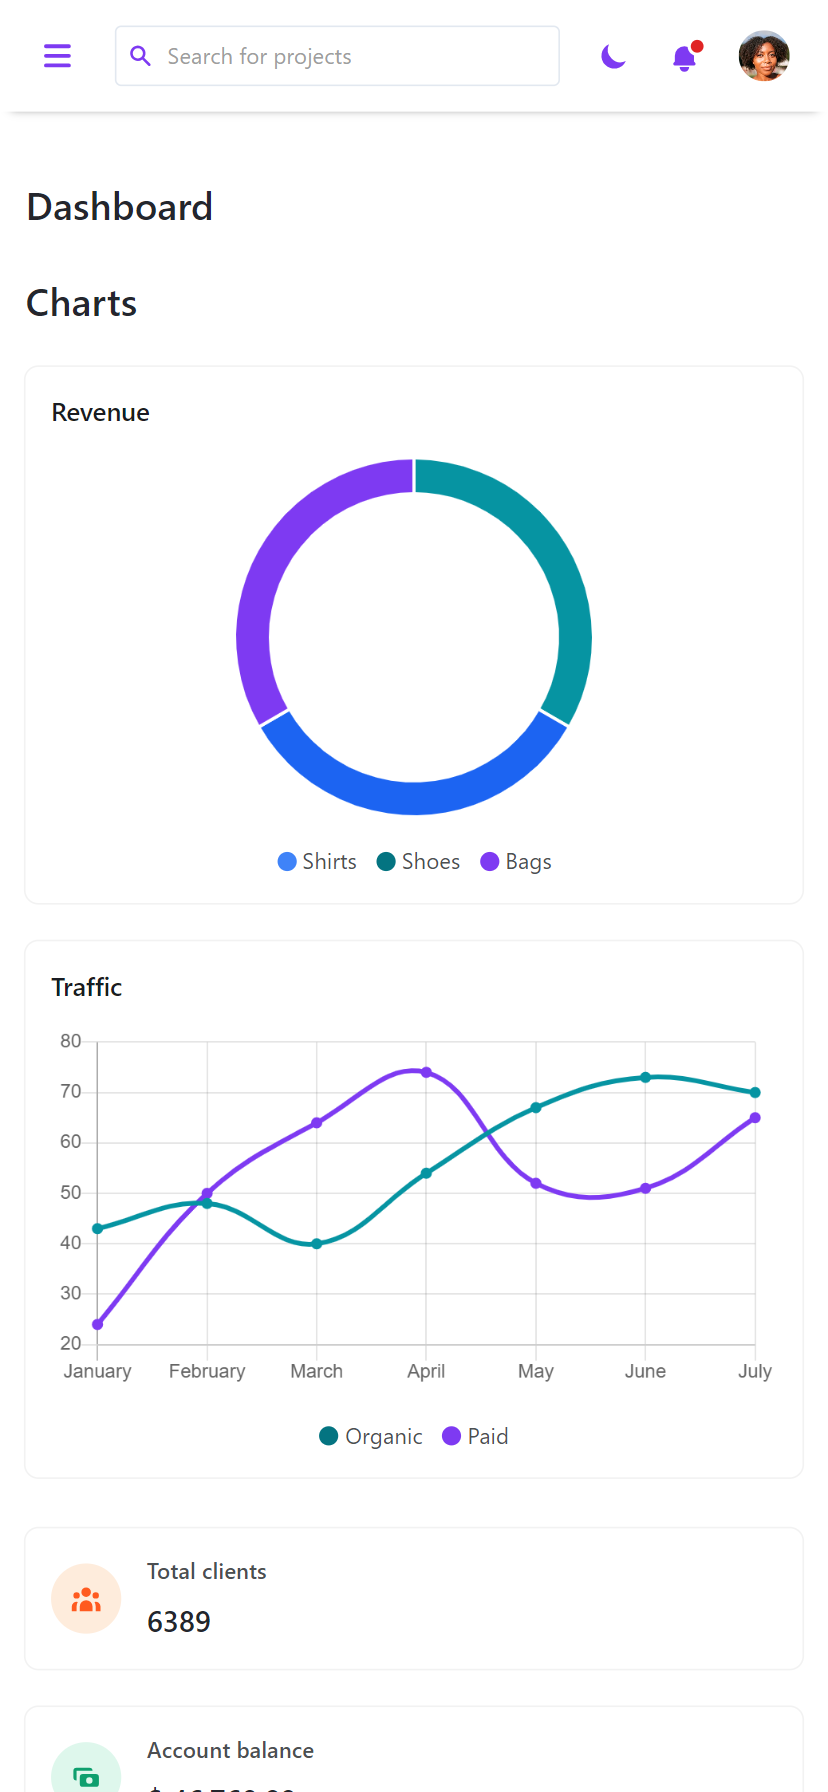 Search for projects
Dashboard
Charts
Revenue
Shirts Shoes Bags
Traffic
80
70
60
50
40
30
20
January February March April May June July
Organic Paid
Total clients
6389
Account balance